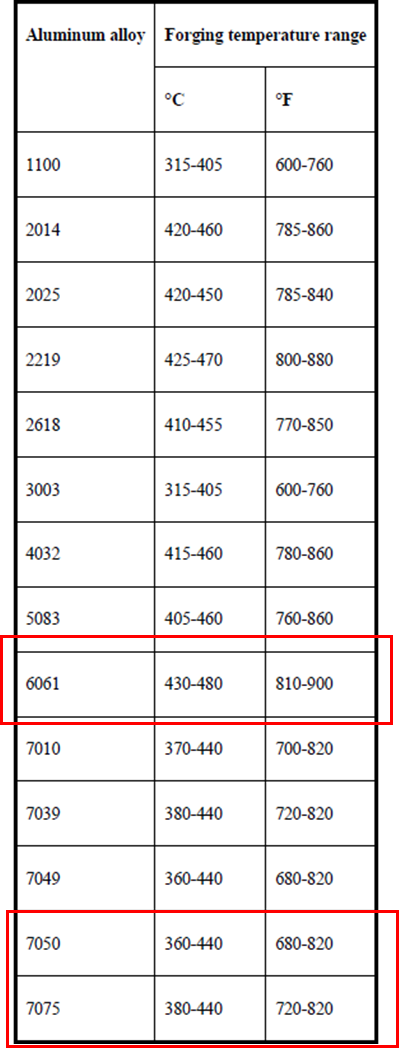 Aluminum alloy Forging temperature range
°C °F
1100 315-405 600-760
2014 420-460 785-860
2025 420-450 785-840
2219 425-470 800-880
2618 410-455 770-850
3003 315-405 600-760
4032 415-460 780-860
5083 405-460 760-860
6061 430-480 810-900
7010 370-440 700-820
7039 380-440 720-820
7049 360-440 680-820
7050 360-440 680-820
7075 380-440 720-820